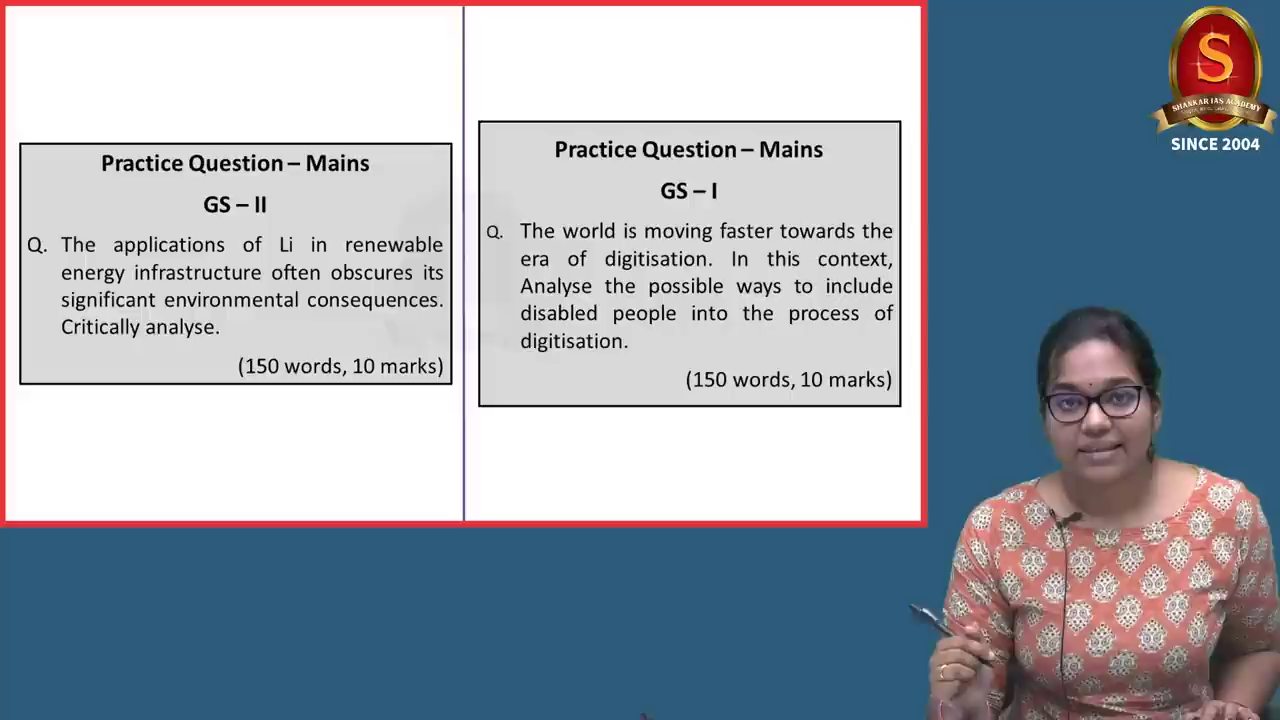 Practice Question – Mains
GS – II
Q. The applications of Li in renewable
energy infrastructure often obscures its
significant environmental consequences.
Critically analyse.
(150 words, 10 marks)
Practice Question – Mains
GS – I
Q. The world is moving faster towards the
era of digitisation. In this context,
Analyse the possible ways to include
disabled people into the process of
digitisation.
(150 words, 10 marks)
S
SHANKAR IAS ACADEMY
SINCE 2004